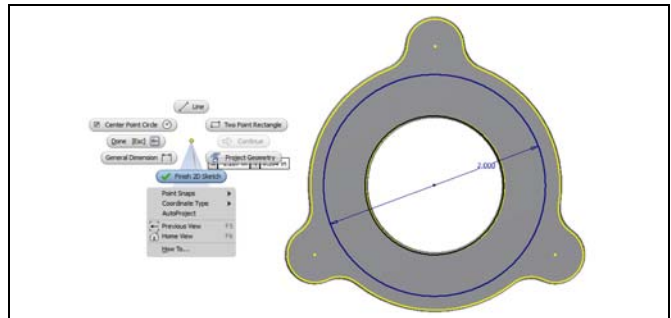 Line
Center Point Circle
Two Point Rectangle
Done [Esc]
Continue
General Dimension
Project Geometry
Finish 2D Sketch
Point Snaps
Coordinate Type
AutoProject
Previous View F5
Home View F6
How To...
2.000